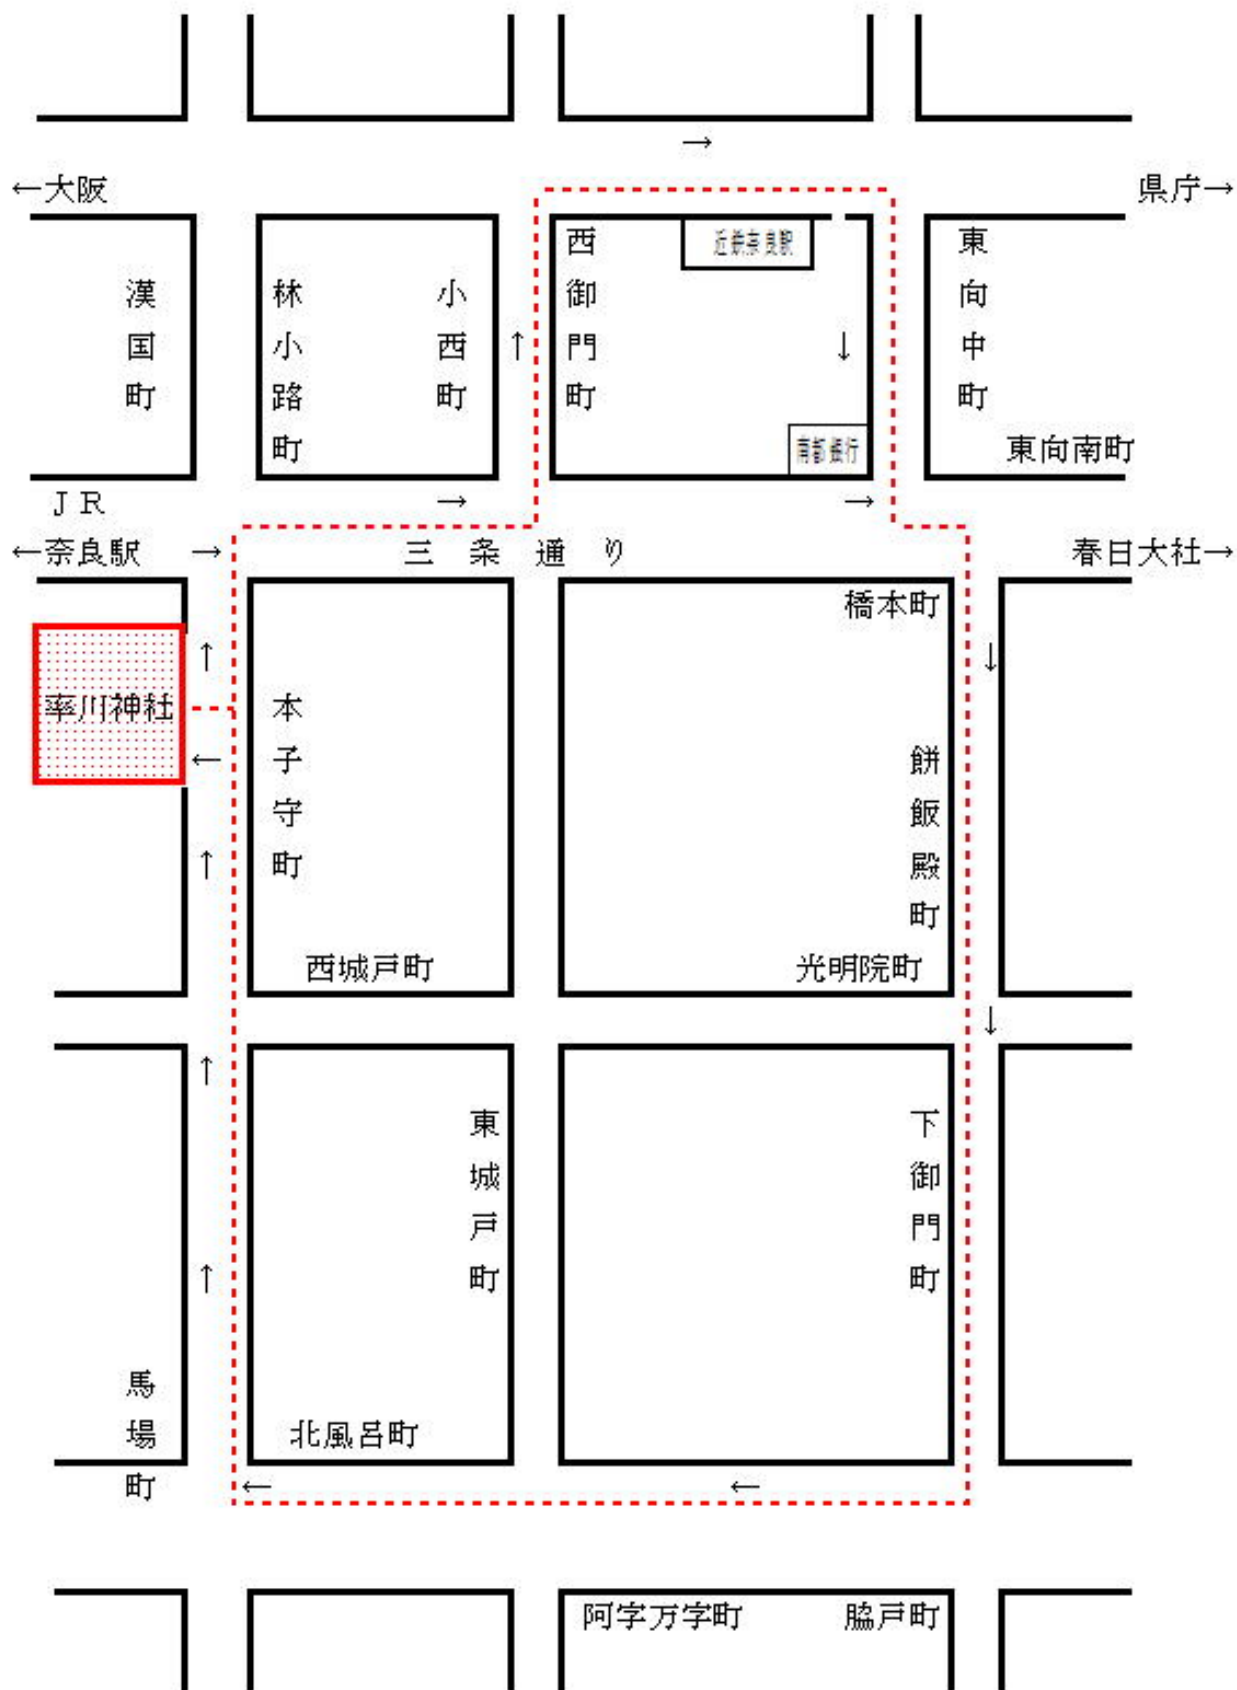 →
←大阪
県庁→
漢国町
林小路町
小西町
↑
西御門町
近鉄奈良駅
↓
南都銀行
東向中町
東向南町
ＪＲ
←奈良駅
→
→
→
三条通り
春日大社→
橋本町
率川神社
↑
←
↑
本子守町
餅飯殿町
↓
西城戸町
光明院町
↓
↑
東城戸町
下御門町
↑
馬場町
北風呂町
←
←
阿字万字町
脇戸町